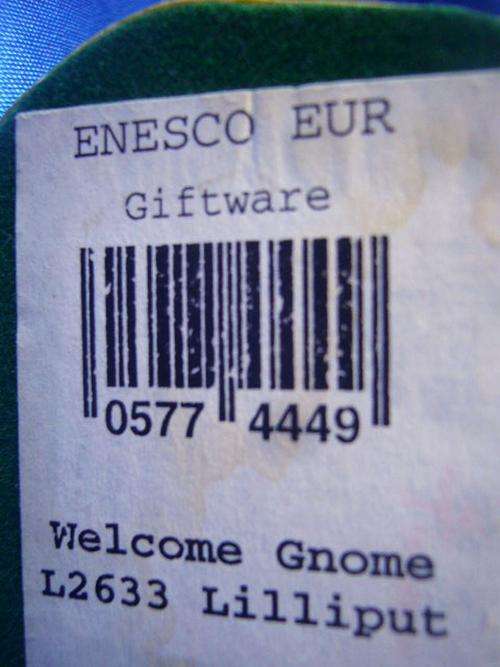 ENESCO EUR
Giftware
0577 4449
Welcome Gnome
L2633 Lilliput